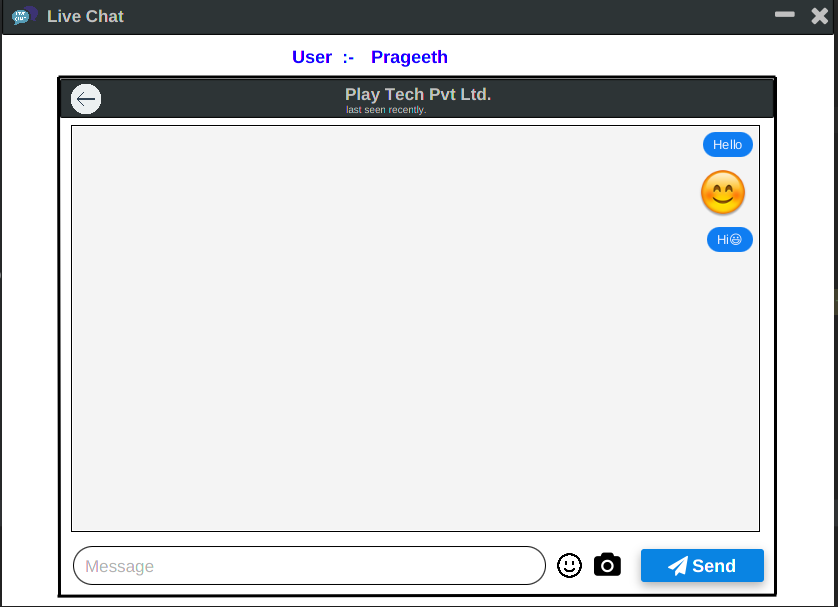 Live Chat
User :- Prageeth
Play Tech Pvt Ltd.
last seen recently.
Hello
😊
Hi😃
Message
Send